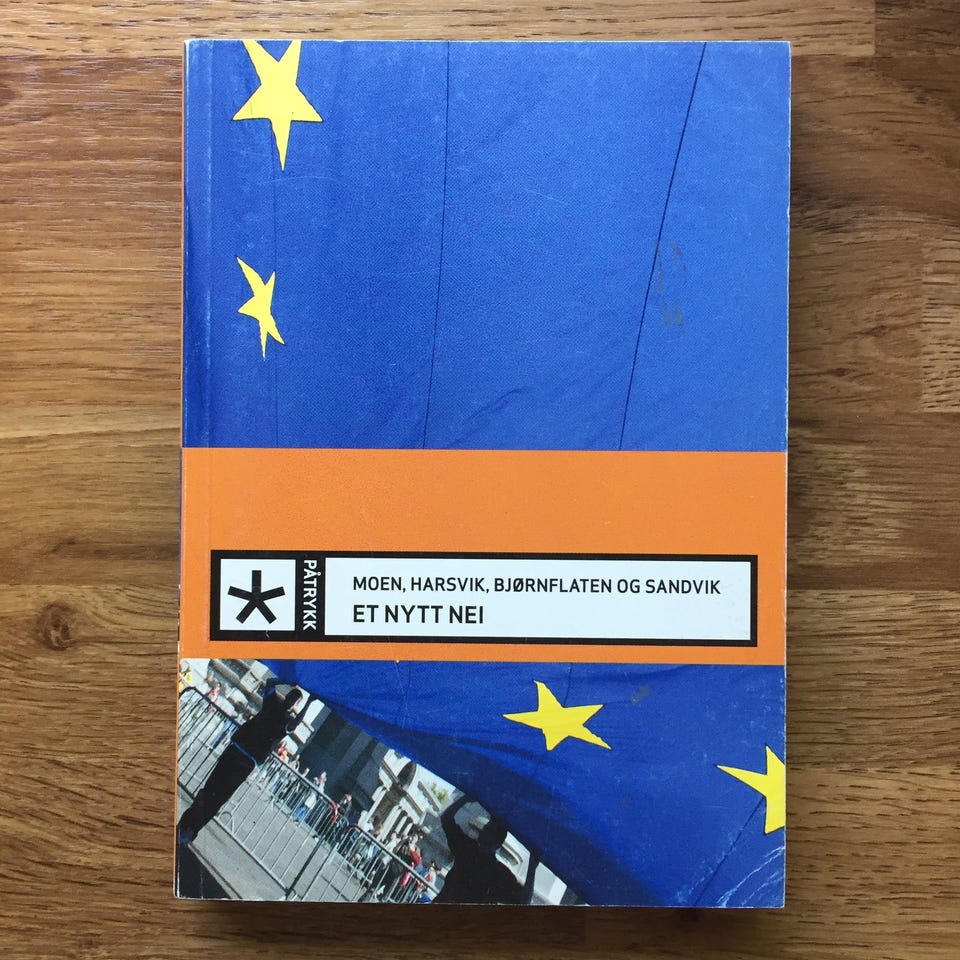 PÅTRYKK
MOEN, HARSVIK, BJØRNFLATEN OG SANDVIK
ET NYTT NEI